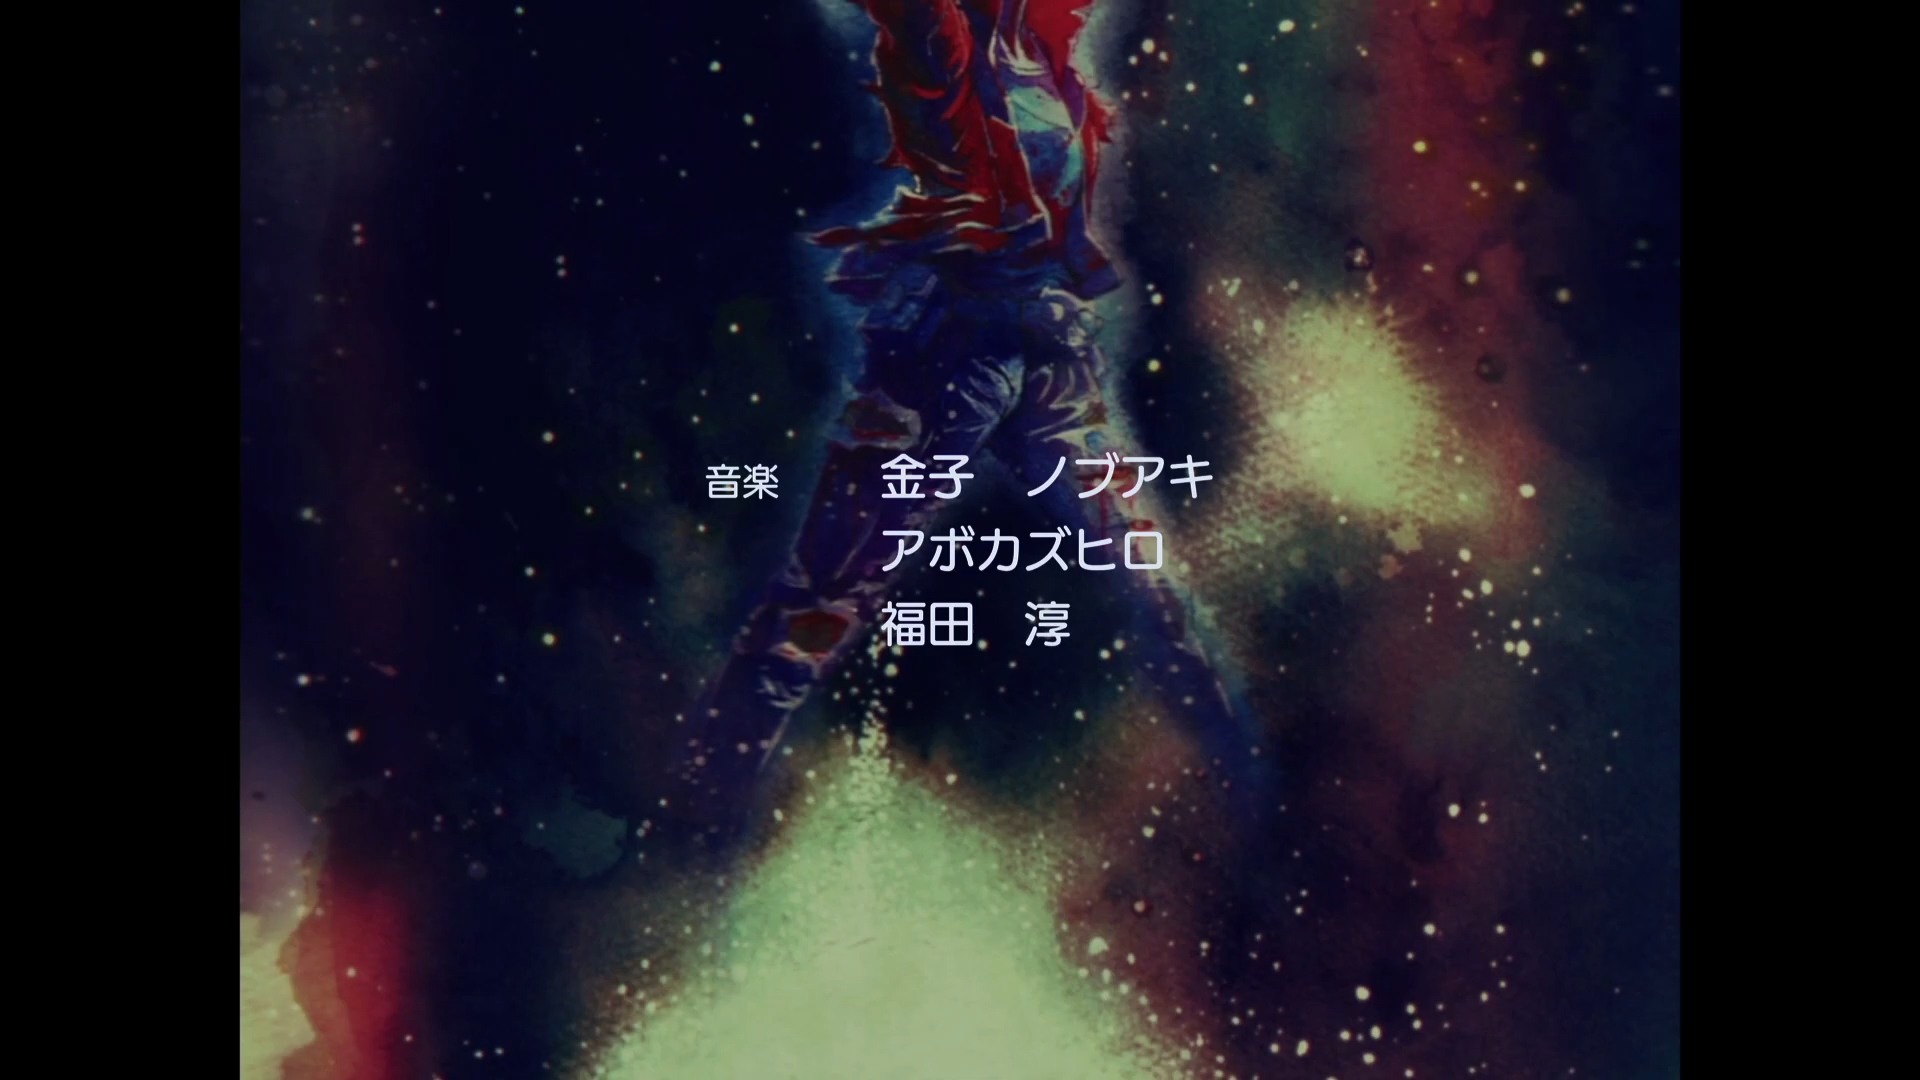 音楽　金子　ノブアキ
アボカズヒロ
福田　淳